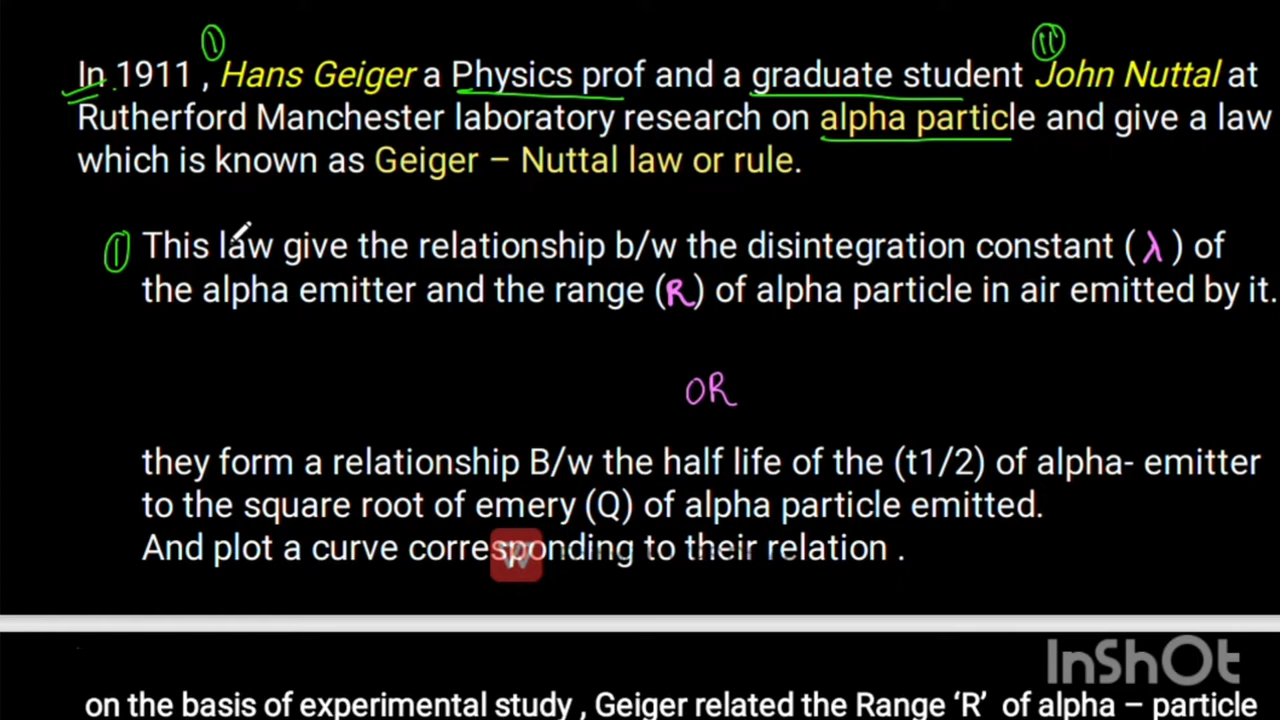 ① ⑪
In 1911 , Hans Geiger a Physics prof and a graduate student John Nuttal at
Rutherford Manchester laboratory research on alpha particle and give a law
which is known as Geiger – Nuttal law or rule.
① This law give the relationship b/w the disintegration constant ( λ ) of
the alpha emitter and the range (R) of alpha particle in air emitted by it.
OR
they form a relationship B/w the half life of the (t1/2) of alpha- emitter
to the square root of emery (Q) of alpha particle emitted.
And plot a curve corresponding to their relation .
InShOt
on the basis of experimental study , Geiger related the Range ‘R’ of alpha – particle